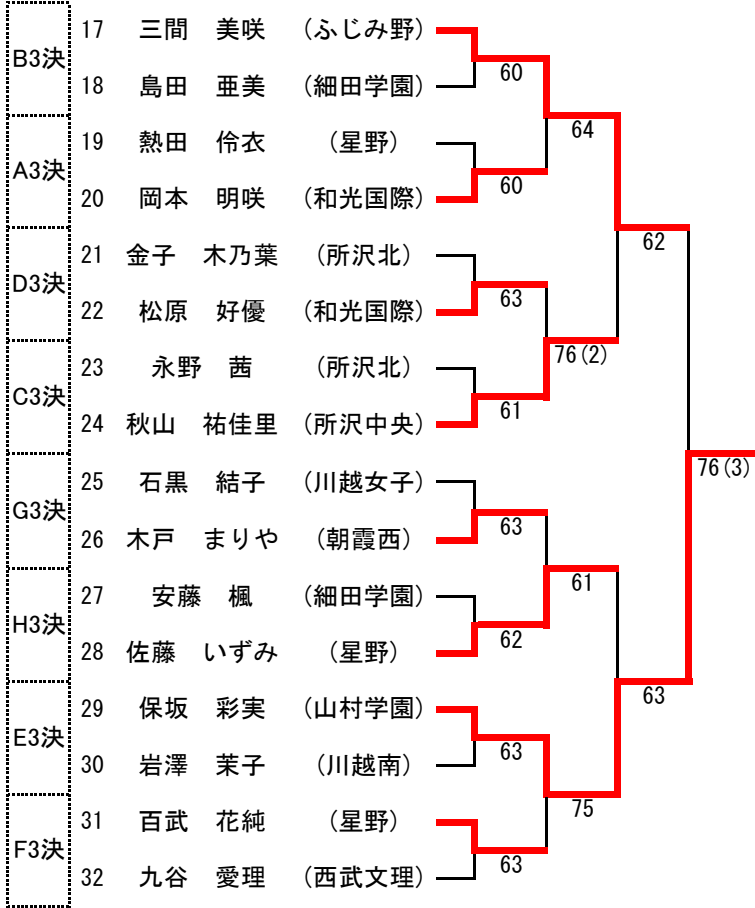 B3決
17 三間 美咲 (ふじみ野)
60
18 島田 亜美 (細田学園)
64
A3決
19 熱田 伶衣 (星野)
60
20 岡本 明咲 (和光国際)
62
D3決
21 金子 木乃葉 (所沢北)
63
22 松原 好優 (和光国際)
76(2)
C3決
23 永野 茜 (所沢北)
61
24 秋山 祐佳里 (所沢中央)
76(3)
G3決
25 石黒 結子 (川越女子)
63
26 木戸 まりや (朝霞西)
61
H3決
27 安藤 楓 (細田学園)
62
28 佐藤 いずみ (星野)
63
E3決
29 保坂 彩実 (山村学園)
63
30 岩澤 茉子 (川越南)
75
F3決
31 百武 花純 (星野)
63
32 九谷 愛理 (西武文理)